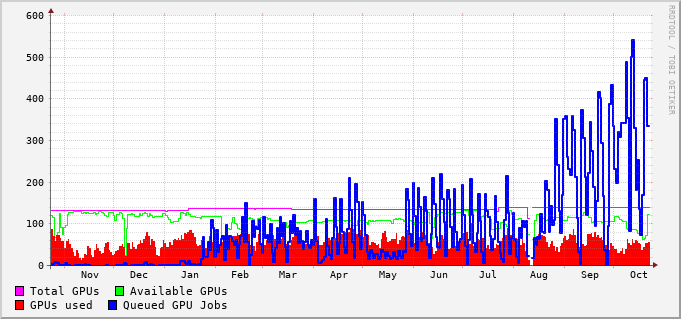 600
500
400
300
200
100
0
Nov Dec Jan Feb Mar Apr May Jun Jul Aug Sep Oct
Total GPUs Available GPUs
GPUs used Queued GPU Jobs
RRDTOOL / TOBI OETIKER